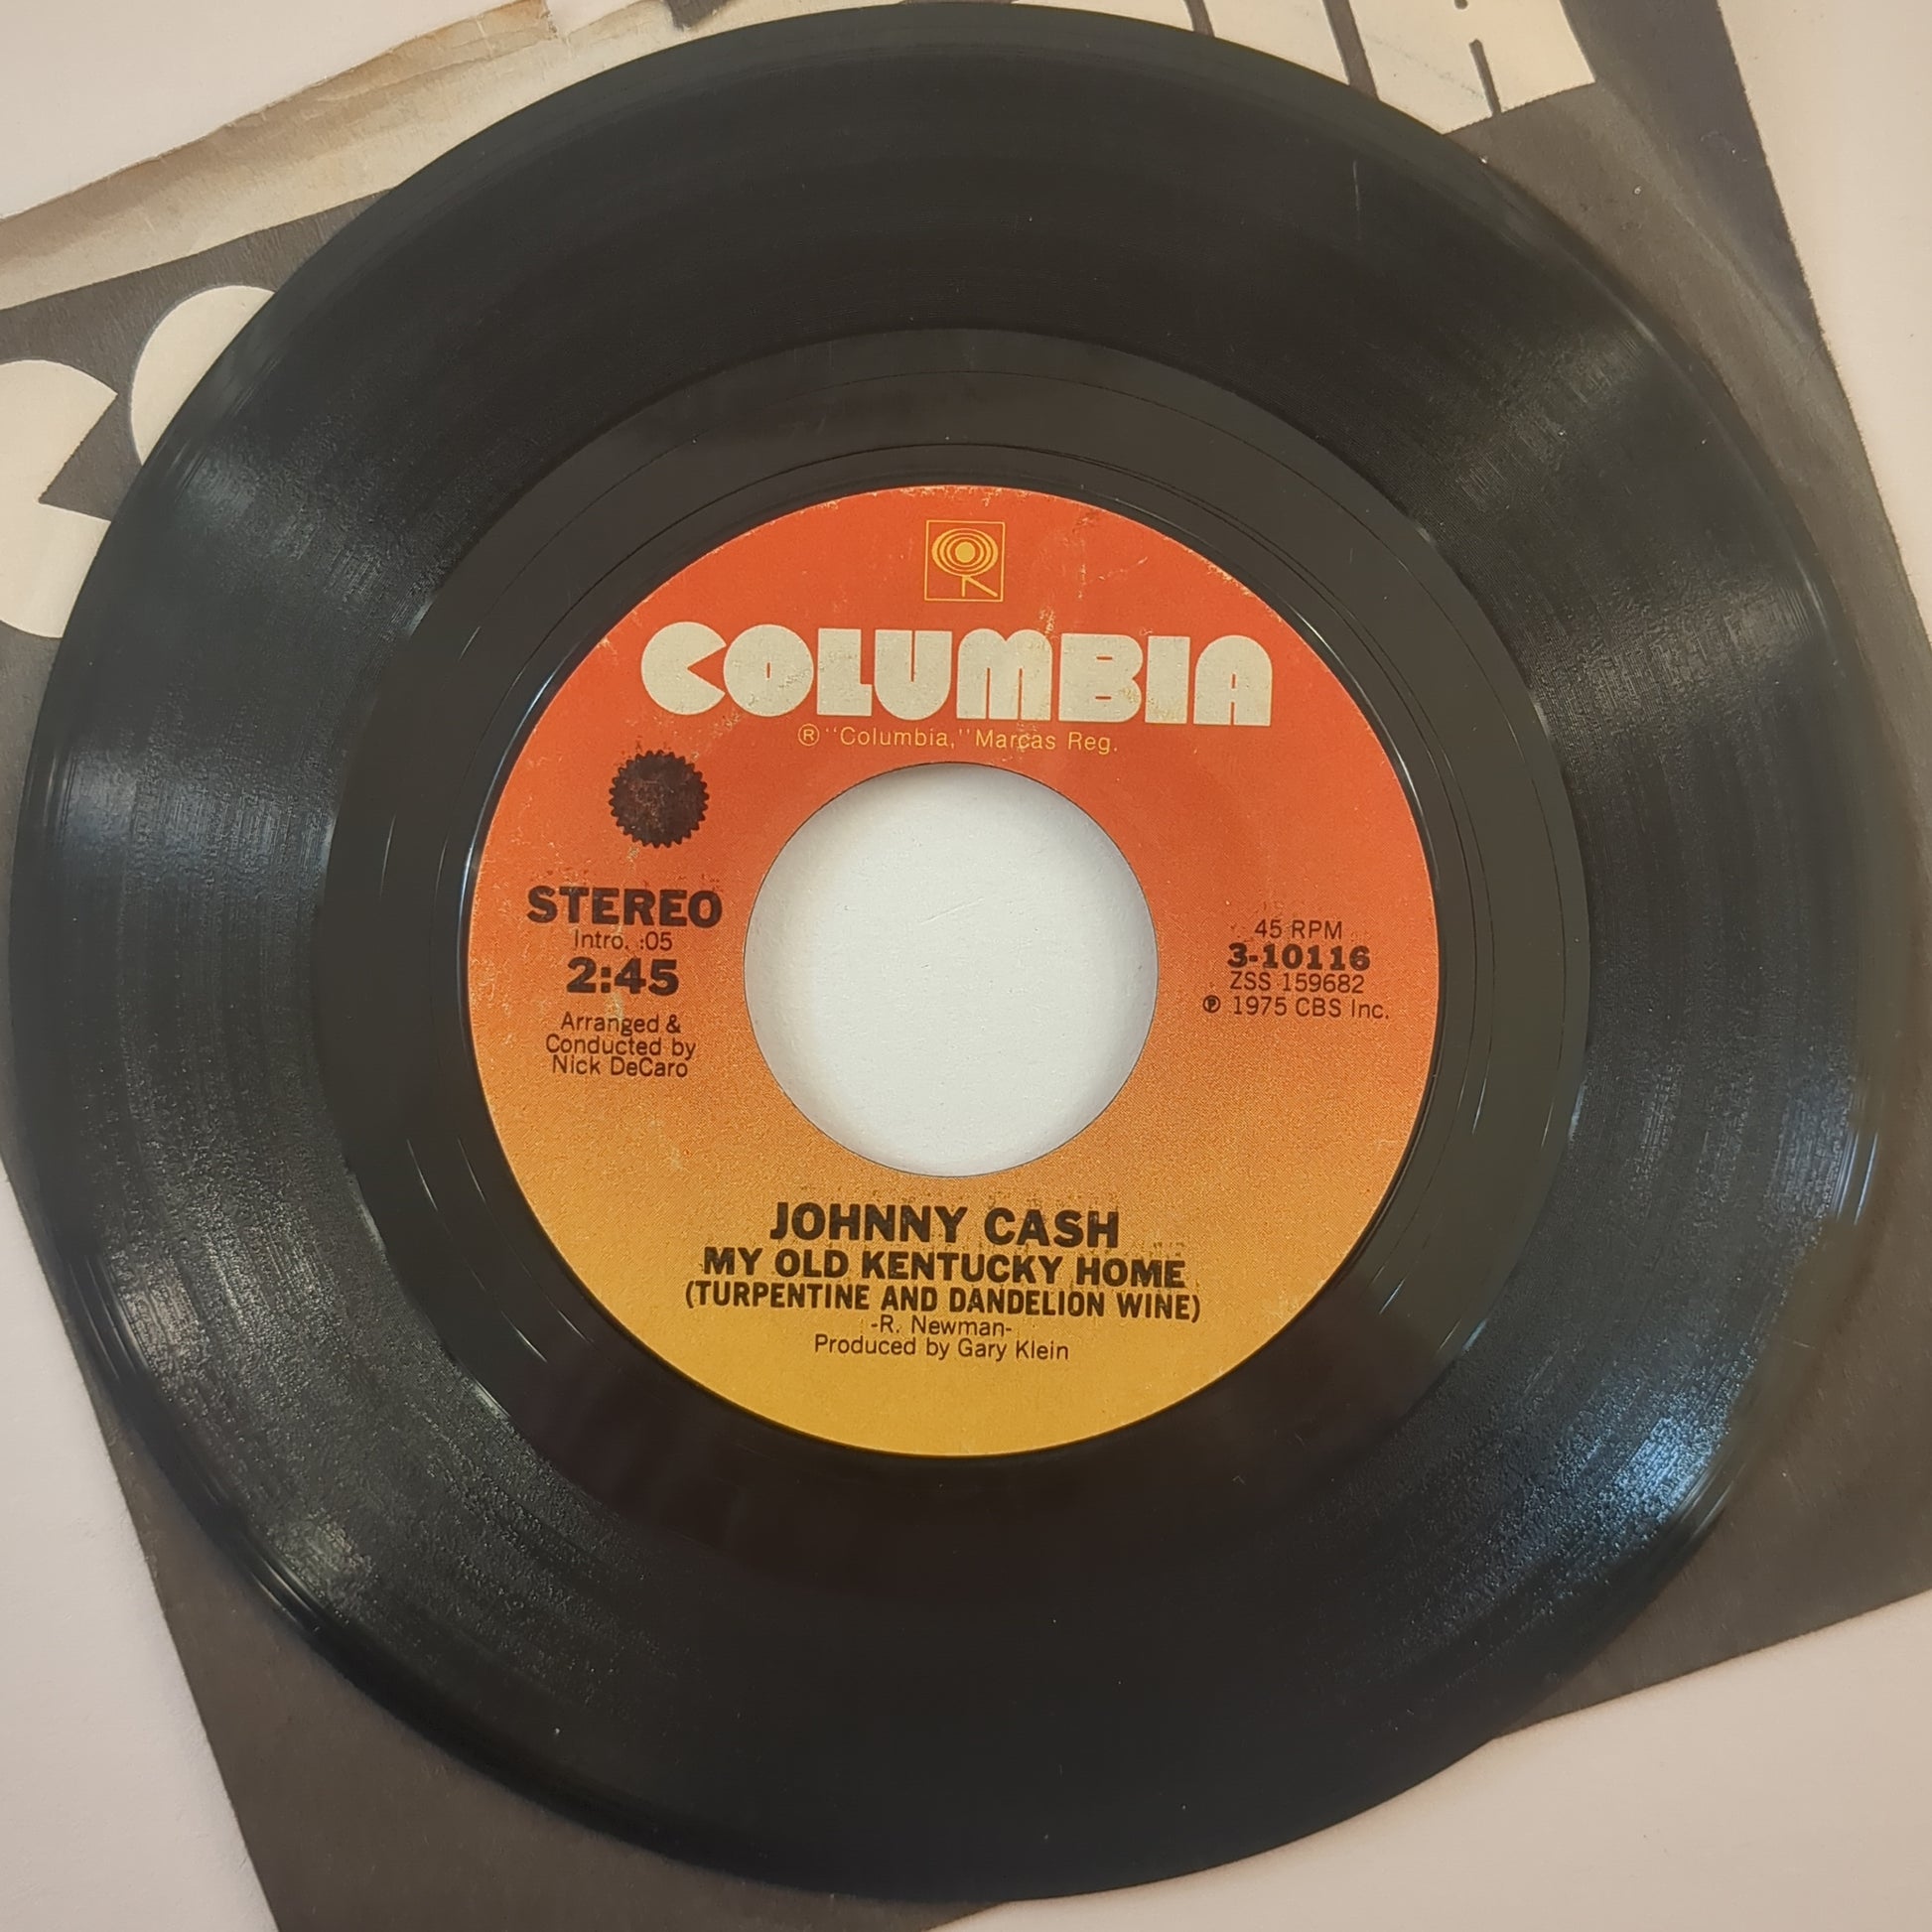 COLUMBIA
® "Columbia," Marcas Reg.
STEREO
Intro. :05
2:45
Arranged &
Conducted by
Nick DeCaro
45 RPM
3-10116
ZSS 159682
℗ 1975 CBS Inc.
JOHNNY CASH
MY OLD KENTUCKY HOME
(TURPENTINE AND DANDELION WINE)
-R. Newman-
Produced by Gary Klein